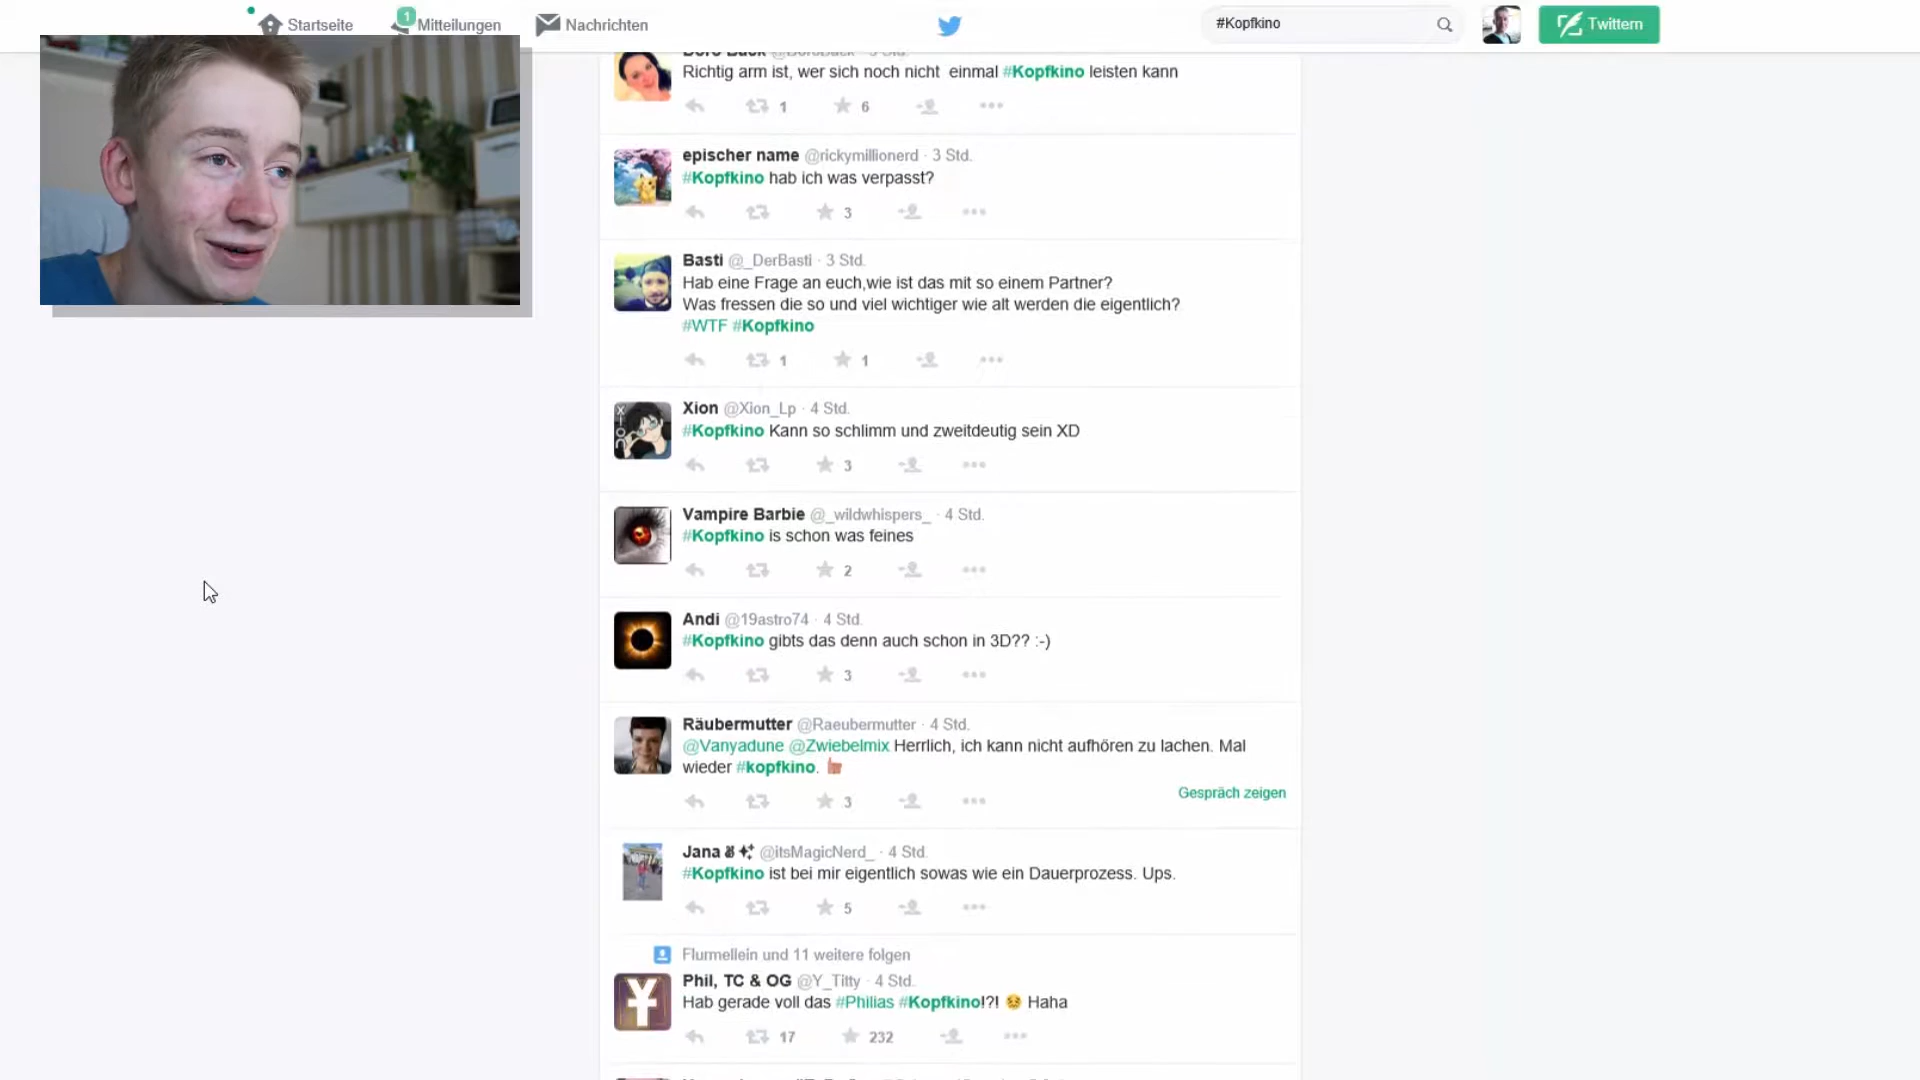 Startseite
1
Mitteilungen
Nachrichten
#Kopfkino
Twittern
Richtig arm ist, wer sich noch nicht einmal #Kopfkino leisten kann
1
6
epischer name @rickymillionerd · 3 Std.
#Kopfkino hab ich was verpasst?
3
Basti @_DerBasti · 3 Std.
Hab eine Frage an euch,wie ist das mit so einem Partner?
Was fressen die so und viel wichtiger wie alt werden die eigentlich?
#WTF #Kopfkino
1
1
Xion @Xion_Lp · 4 Std.
#Kopfkino Kann so schlimm und zweitdeutig sein XD
3
Vampire Barbie @_wildwhispers_ · 4 Std.
#Kopfkino is schon was feines
2
Andi @19astro74 · 4 Std.
#Kopfkino gibts das denn auch schon in 3D?? :-)
3
Räubermutter @Raeubermutter · 4 Std.
@Vanyadune @Zwiebelmix Herrlich, ich kann nicht aufhören zu lachen. Mal
wieder #kopfkino.
Gespräch zeigen
3
Jana @itsMagicNerd_ · 4 Std.
#Kopfkino ist bei mir eigentlich sowas wie ein Dauerprozess. Ups.
5
Flurmellein und 11 weitere folgen
Phil, TC & OG @Y_Titty · 4 Std.
Hab gerade voll das #Philias #Kopfkino!?! Haha
17
232